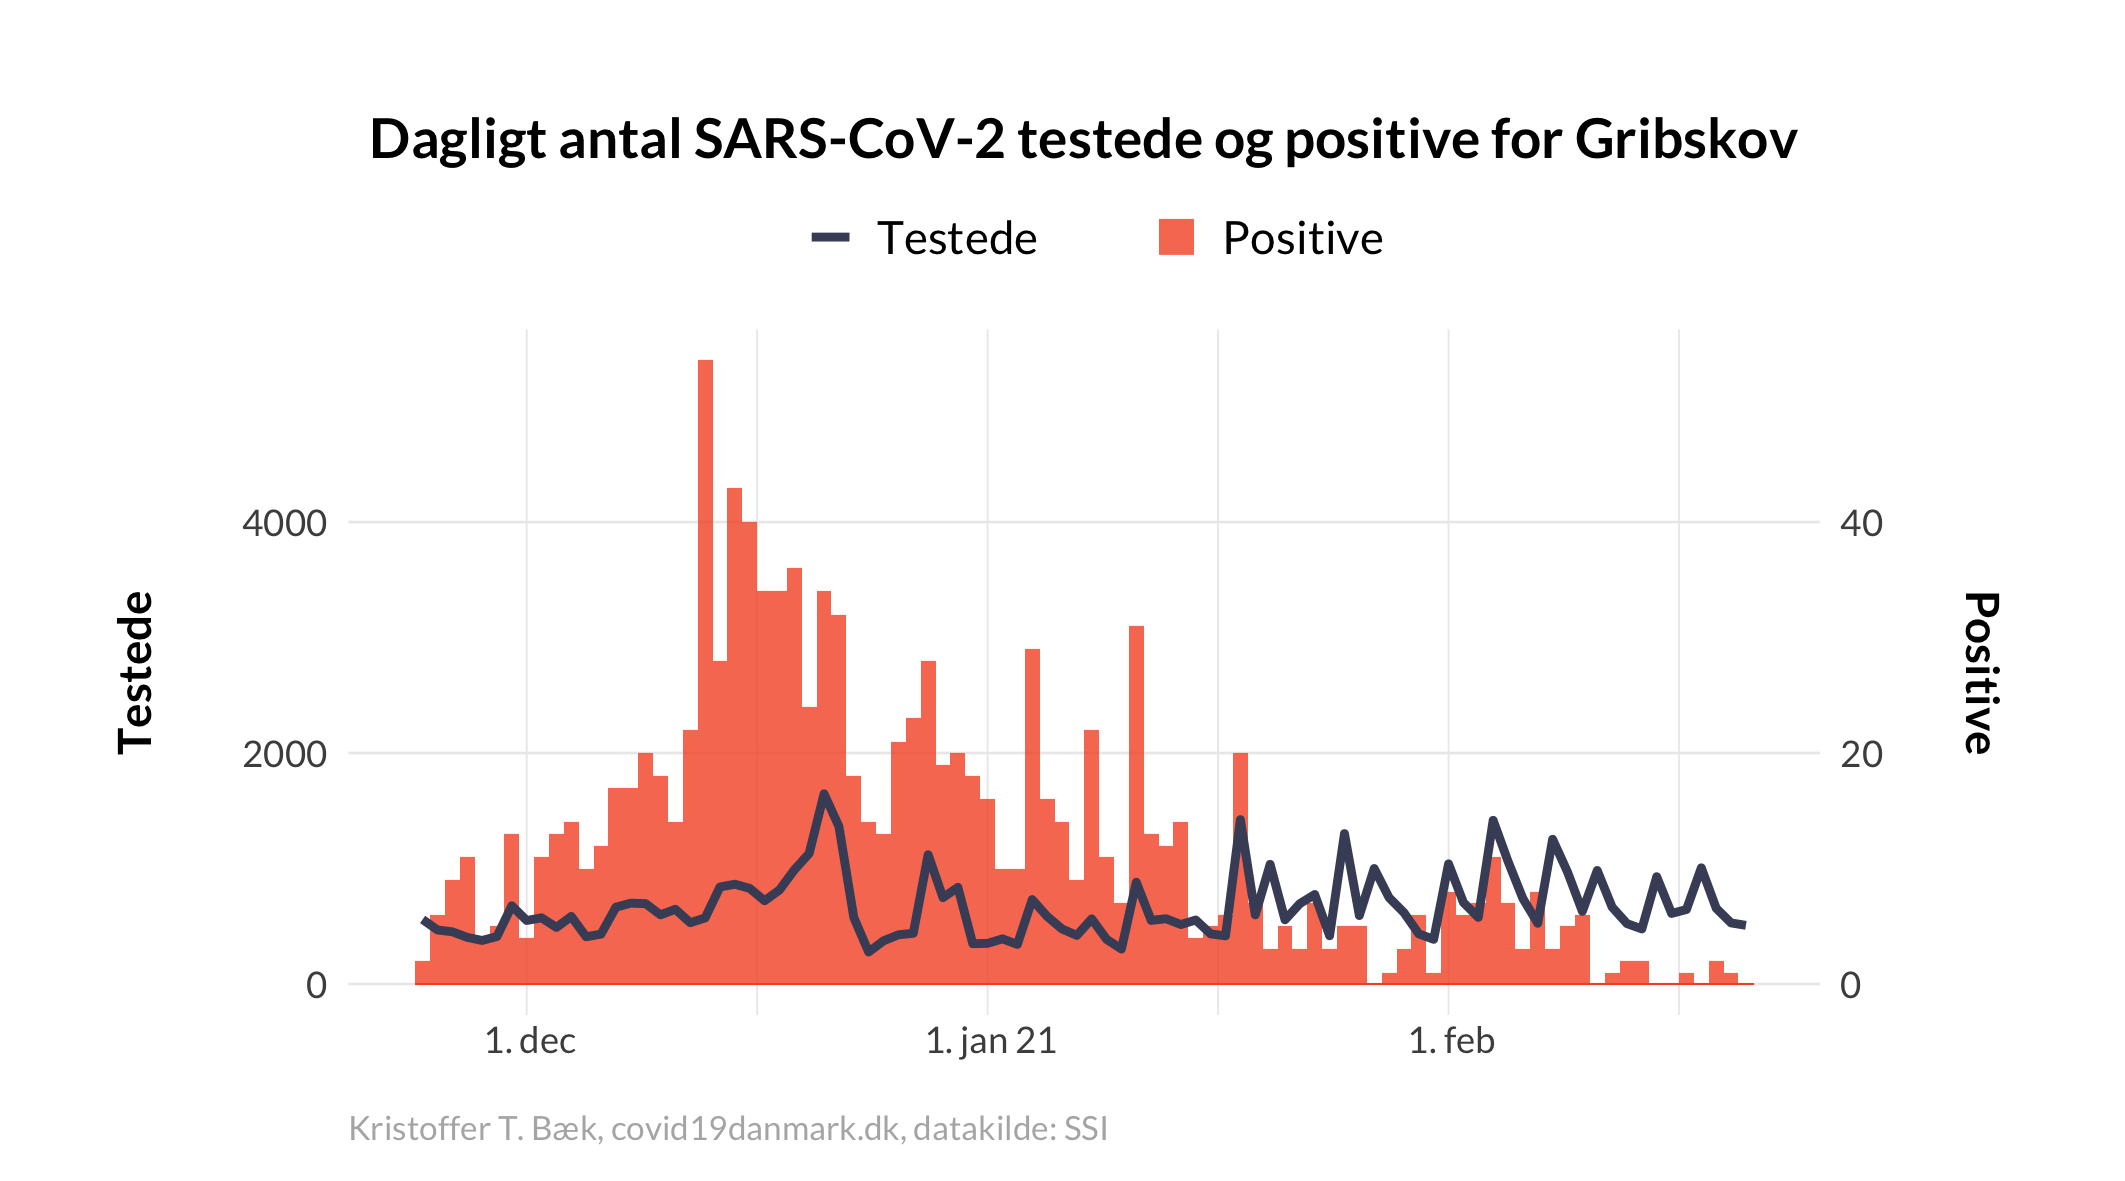 Dagligt antal SARS-CoV-2 testede og positive for Gribskov
Testede Positive
4000 40
Testede
Positive
2000 20
0 0
1. dec 1. jan 21 1. feb
Kristoffer T. Bæk, covid19danmark.dk, datakilde: SSI